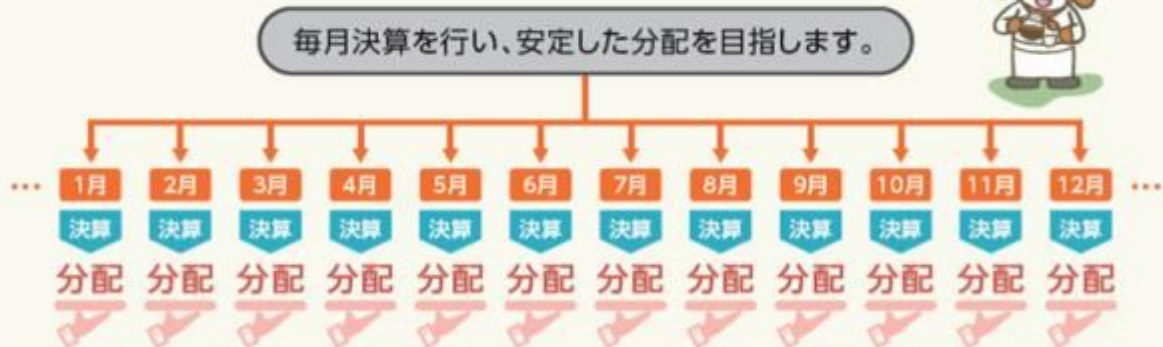 毎月決算を行い、安定した分配を目指します。
… 1月 2月 3月 4月 5月 6月 7月 8月 9月 10月 11月 12月 …
決算 決算 決算 決算 決算 決算 決算 決算 決算 決算 決算 決算
分配 分配 分配 分配 分配 分配 分配 分配 分配 分配 分配 分配